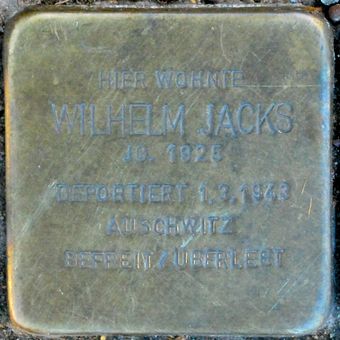 HIER WOHNTE
WILHELM JACKS
JG. 1925
DEPORTIERT 1.3.1943
AUSCHWITZ
BEFREIT / ÜBERLEBT